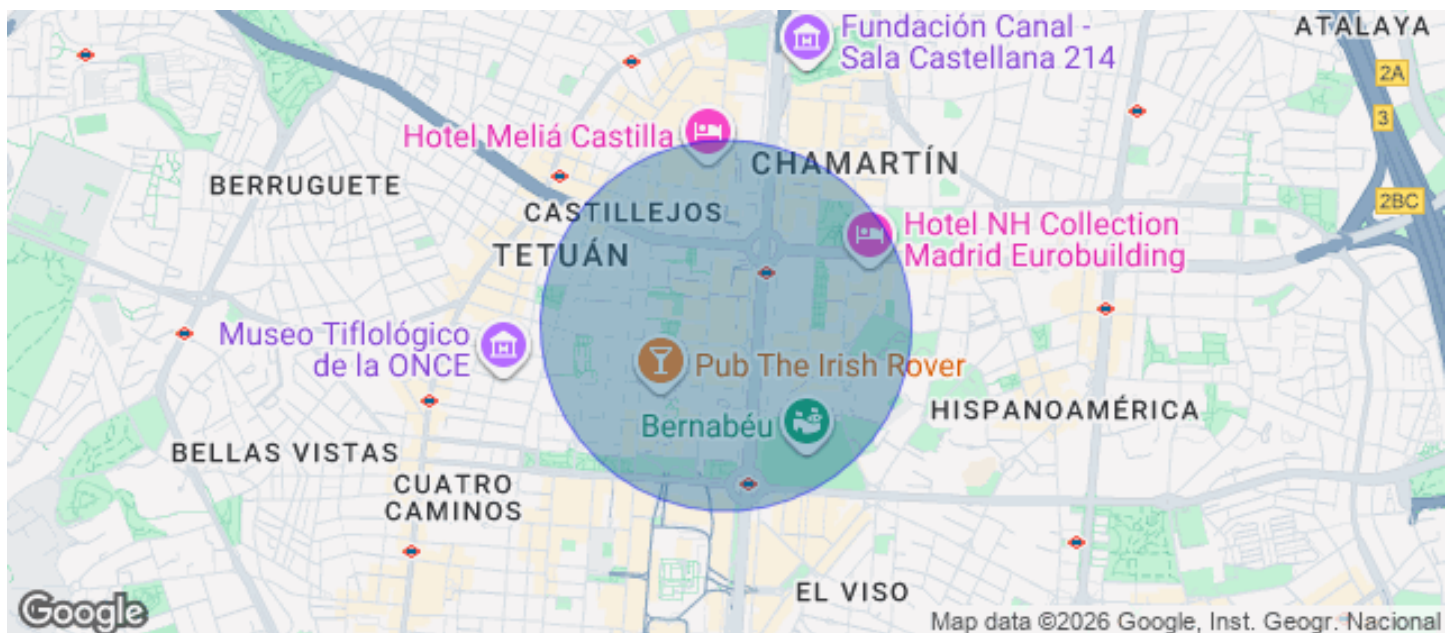 Fundación Canal -
Sala Castellana 214
ATALAYA
2A
3
Hotel Meliá Castilla
CHAMARTÍN
BERRUGUETE
2BC
CASTILLEJOS
TETUÁN
Hotel NH Collection
Madrid Eurobuilding
Museo Tiflológico
de la ONCE
Pub The Irish Rover
Bernabéu
HISPANOAMÉRICA
BELLAS VISTAS
CUATRO
CAMINOS
EL VISO
Google
Map data ©2026 Google, Inst. Geogr. Nacional